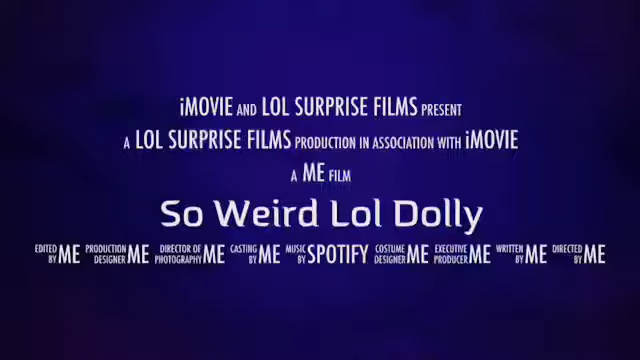 iMOVIE AND LOL SURPRISE FILMS PRESENT
A LOL SURPRISE FILMS PRODUCTION IN ASSOCIATION WITH iMOVIE
A ME FILM
So Weird Lol Dolly
EDITED BY ME PRODUCTION DESIGNER ME DIRECTOR OF PHOTOGRAPHY ME CASTING BY ME MUSIC BY SPOTIFY COSTUME DESIGNER ME EXECUTIVE PRODUCER ME WRITTEN BY ME DIRECTED BY ME